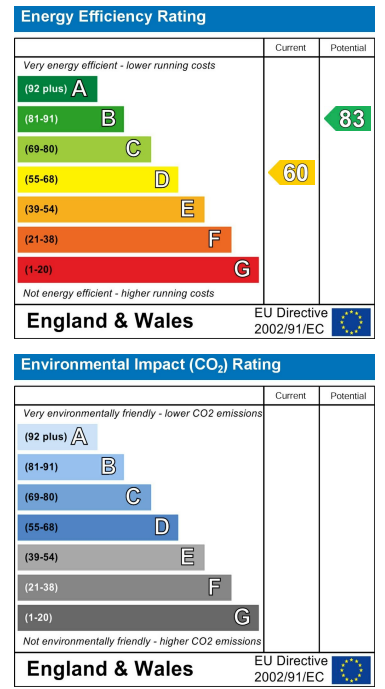 Energy Efficiency Rating
Current Potential
Very energy efficient - lower running costs
(92 plus) A
(81-91) B 83
(69-80) C
(55-68) D 60
(39-54) E
(21-38) F
(1-20) G
Not energy efficient - higher running costs
England & Wales EU Directive
2002/91/EC
Environmental Impact (CO₂) Rating
Current Potential
Very environmentally friendly - lower CO2 emissions
(92 plus) A
(81-91) B
(69-80) C
(55-68) D
(39-54) E
(21-38) F
(1-20) G
Not environmentally friendly - higher CO2 emissions
England & Wales EU Directive
2002/91/EC